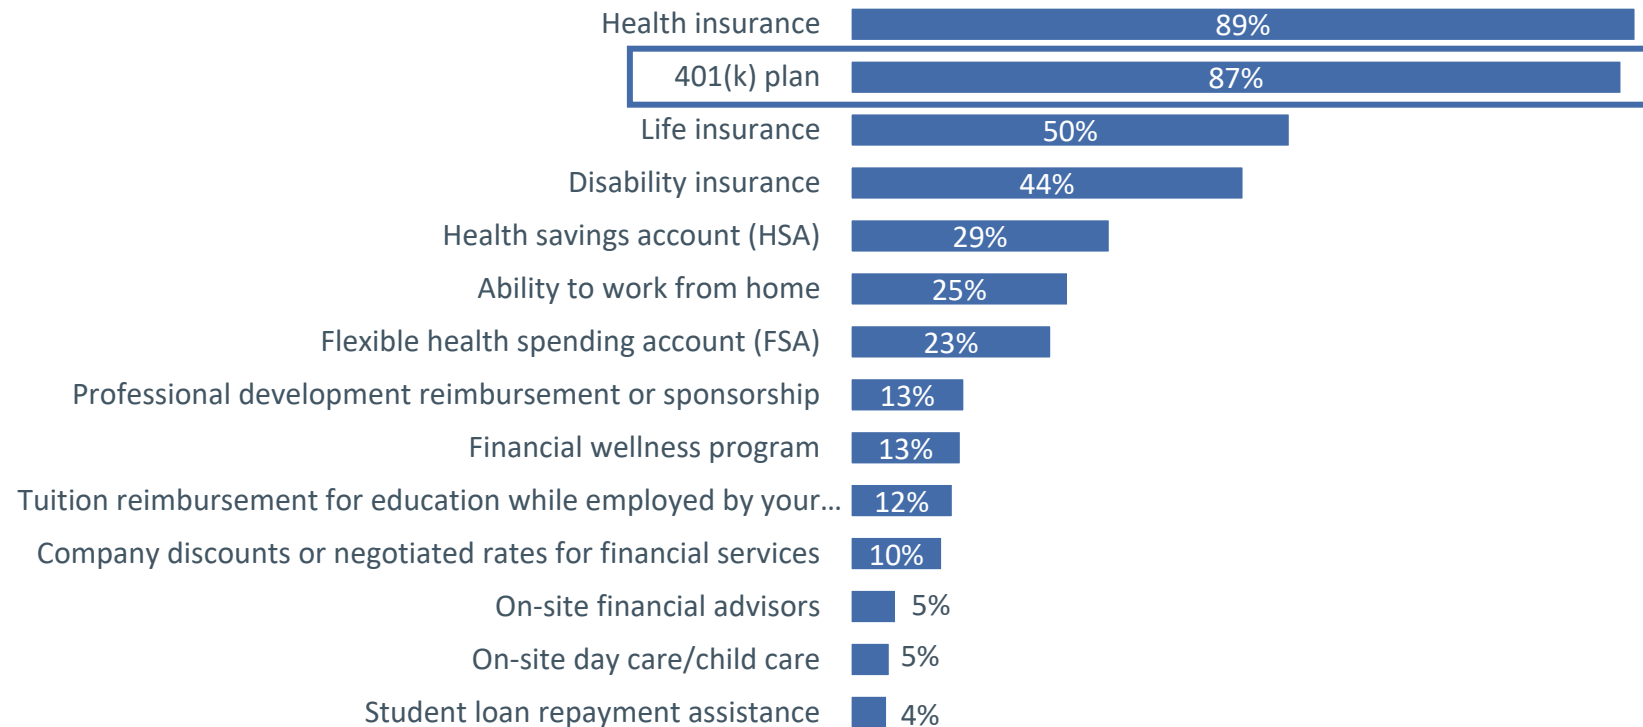 Health insurance 89%
401(k) plan 87%
Life insurance 50%
Disability insurance 44%
Health savings account (HSA) 29%
Ability to work from home 25%
Flexible health spending account (FSA) 23%
Professional development reimbursement or sponsorship 13%
Financial wellness program 13%
Tuition reimbursement for education while employed by your… 12%
Company discounts or negotiated rates for financial services 10%
On-site financial advisors 5%
On-site day care/child care 5%
Student loan repayment assistance 4%